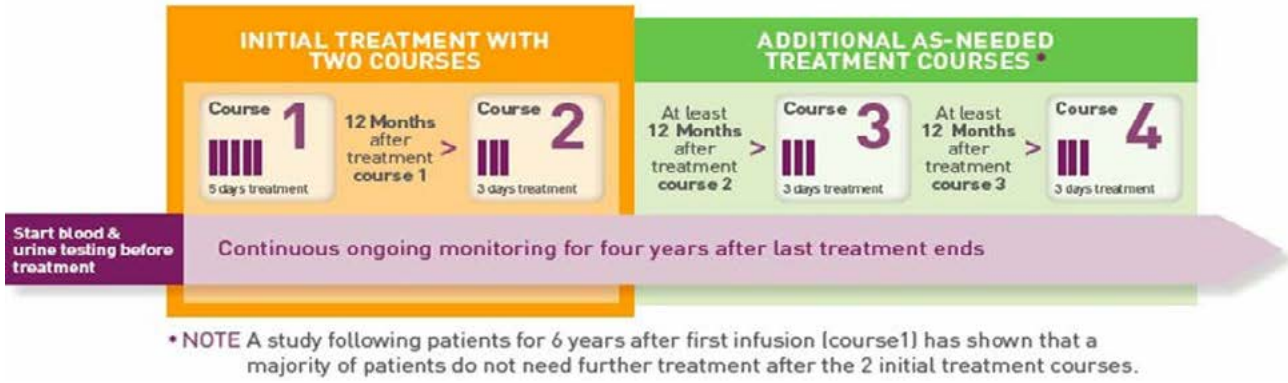 INITIAL TREATMENT WITH
TWO COURSES
Course 1
5 days treatment
12 Months
after
treatment >
course 1
Course 2
3 days treatment
ADDITIONAL AS-NEEDED
TREATMENT COURSES •
At least
12 Months
after >
treatment
course 2
Course 3
3 days treatment
At least
12 Months
after >
treatment
course 3
Course 4
3 days treatment
Start blood &
urine testing before
treatment
Continuous ongoing monitoring for four years after last treatment ends
• NOTE A study following patients for 6 years after first infusion (course1) has shown that a
majority of patients do not need further treatment after the 2 initial treatment courses.